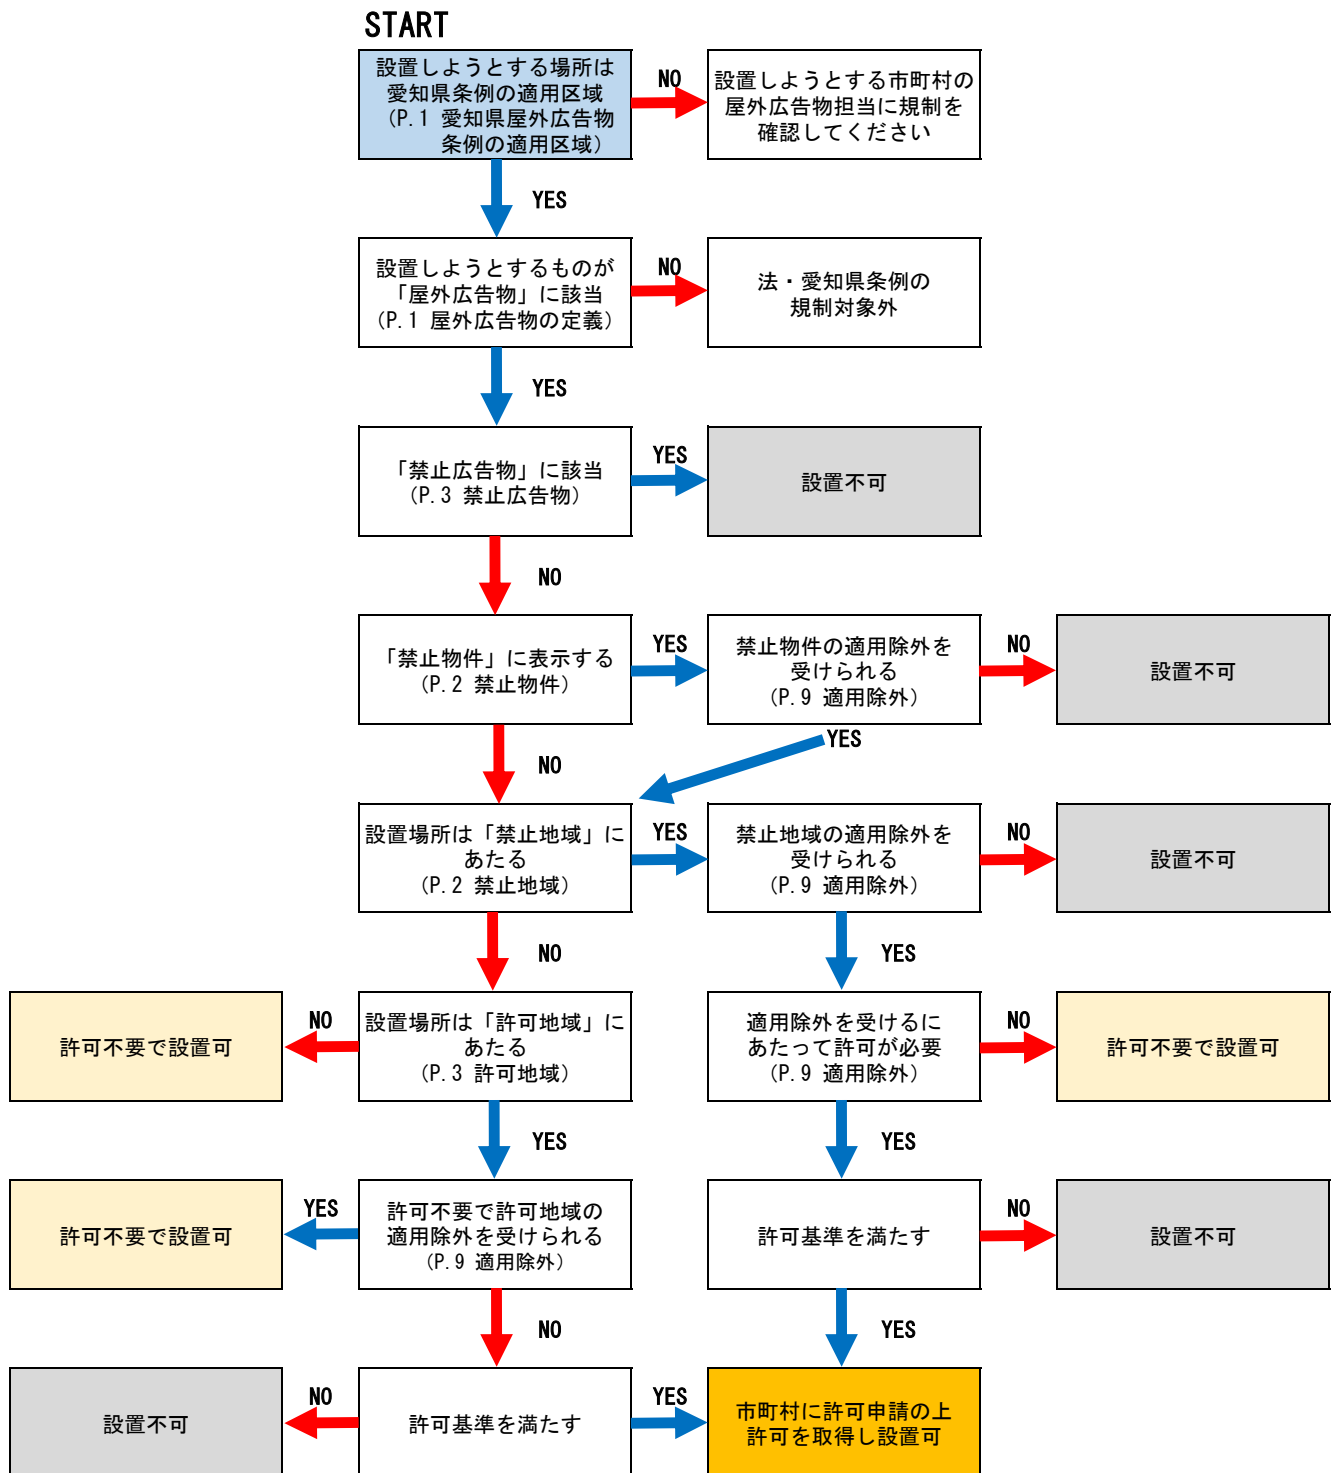 START
設置しようとする場所は
愛知県条例の適用区域
(P.1 愛知県屋外広告物
条例の適用区域)
NO
設置しようとする市町村の
屋外広告物担当に規制を
確認してください
YES
設置しようとするものが
「屋外広告物」に該当
(P.1 屋外広告物の定義)
NO
法・愛知県条例の
規制対象外
YES
「禁止広告物」に該当
(P.3 禁止広告物)
YES
設置不可
NO
「禁止物件」に表示する
(P.2 禁止物件)
YES
禁止物件の適用除外を
受けられる
(P.9 適用除外)
NO
設置不可
YES
NO
設置場所は「禁止地域」に
あたる
(P.2 禁止地域)
YES
禁止地域の適用除外を
受けられる
(P.9 適用除外)
NO
設置不可
NO
YES
許可不要で設置可
NO
設置場所は「許可地域」に
あたる
(P.3 許可地域)
適用除外を受けるに
あたって許可が必要
(P.9 適用除外)
NO
許可不要で設置可
YES
YES
許可不要で設置可
YES
許可不要で許可地域の
適用除外を受けられる
(P.9 適用除外)
許可基準を満たす
NO
設置不可
NO
YES
設置不可
NO
許可基準を満たす
YES
市町村に許可申請の上
許可を取得し設置可